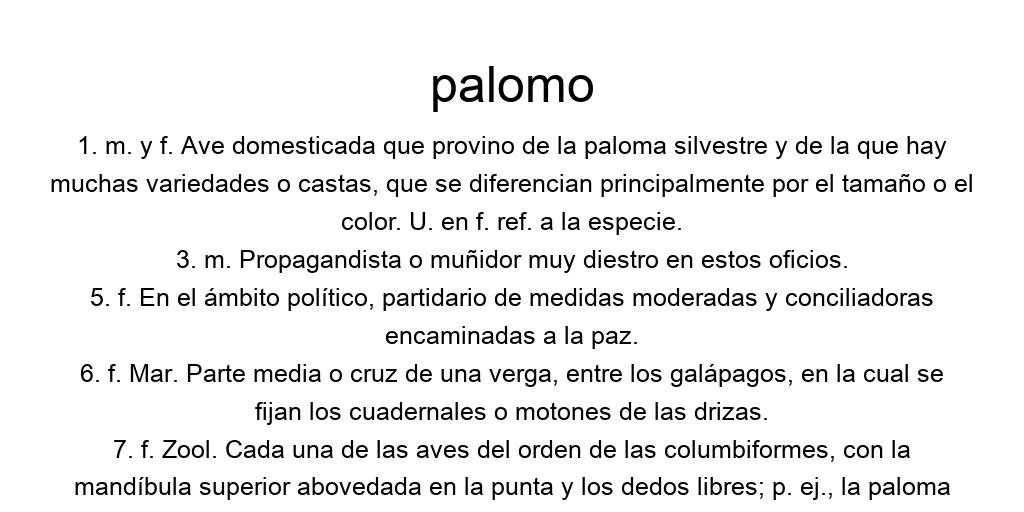 palomo
1. m. y f. Ave domesticada que provino de la paloma silvestre y de la que hay
muchas variedades o castas, que se diferencian principalmente por el tamaño o el
color. U. en f. ref. a la especie.
3. m. Propagandista o muñidor muy diestro en estos oficios.
5. f. En el ámbito político, partidario de medidas moderadas y conciliadoras
encaminadas a la paz.
6. f. Mar. Parte media o cruz de una verga, entre los galápagos, en la cual se
fijan los cuadernales o motones de las drizas.
7. f. Zool. Cada una de las aves del orden de las columbiformes, con la
mandíbula superior abovedada en la punta y los dedos libres; p. ej., la paloma